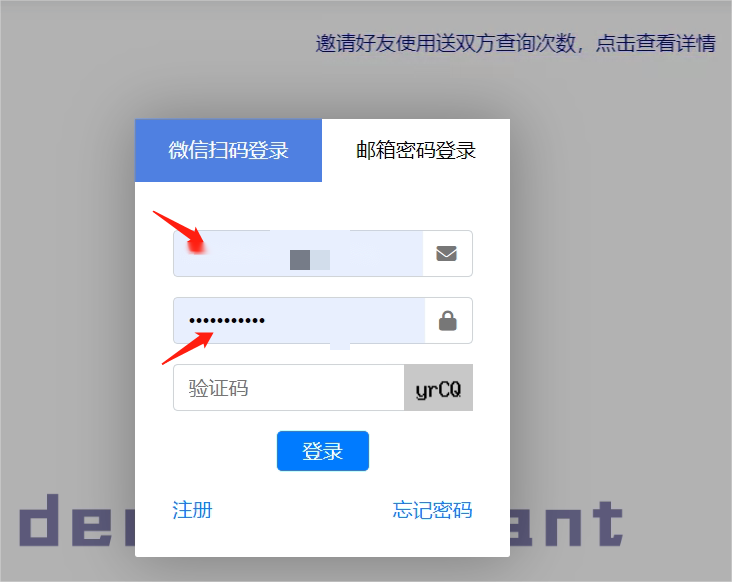 邀请好友使用送双方查询次数，点击查看详情
微信扫码登录 邮箱密码登录
•••••••••••
验证码 yrCQ
登录
注册 忘记密码
de ant